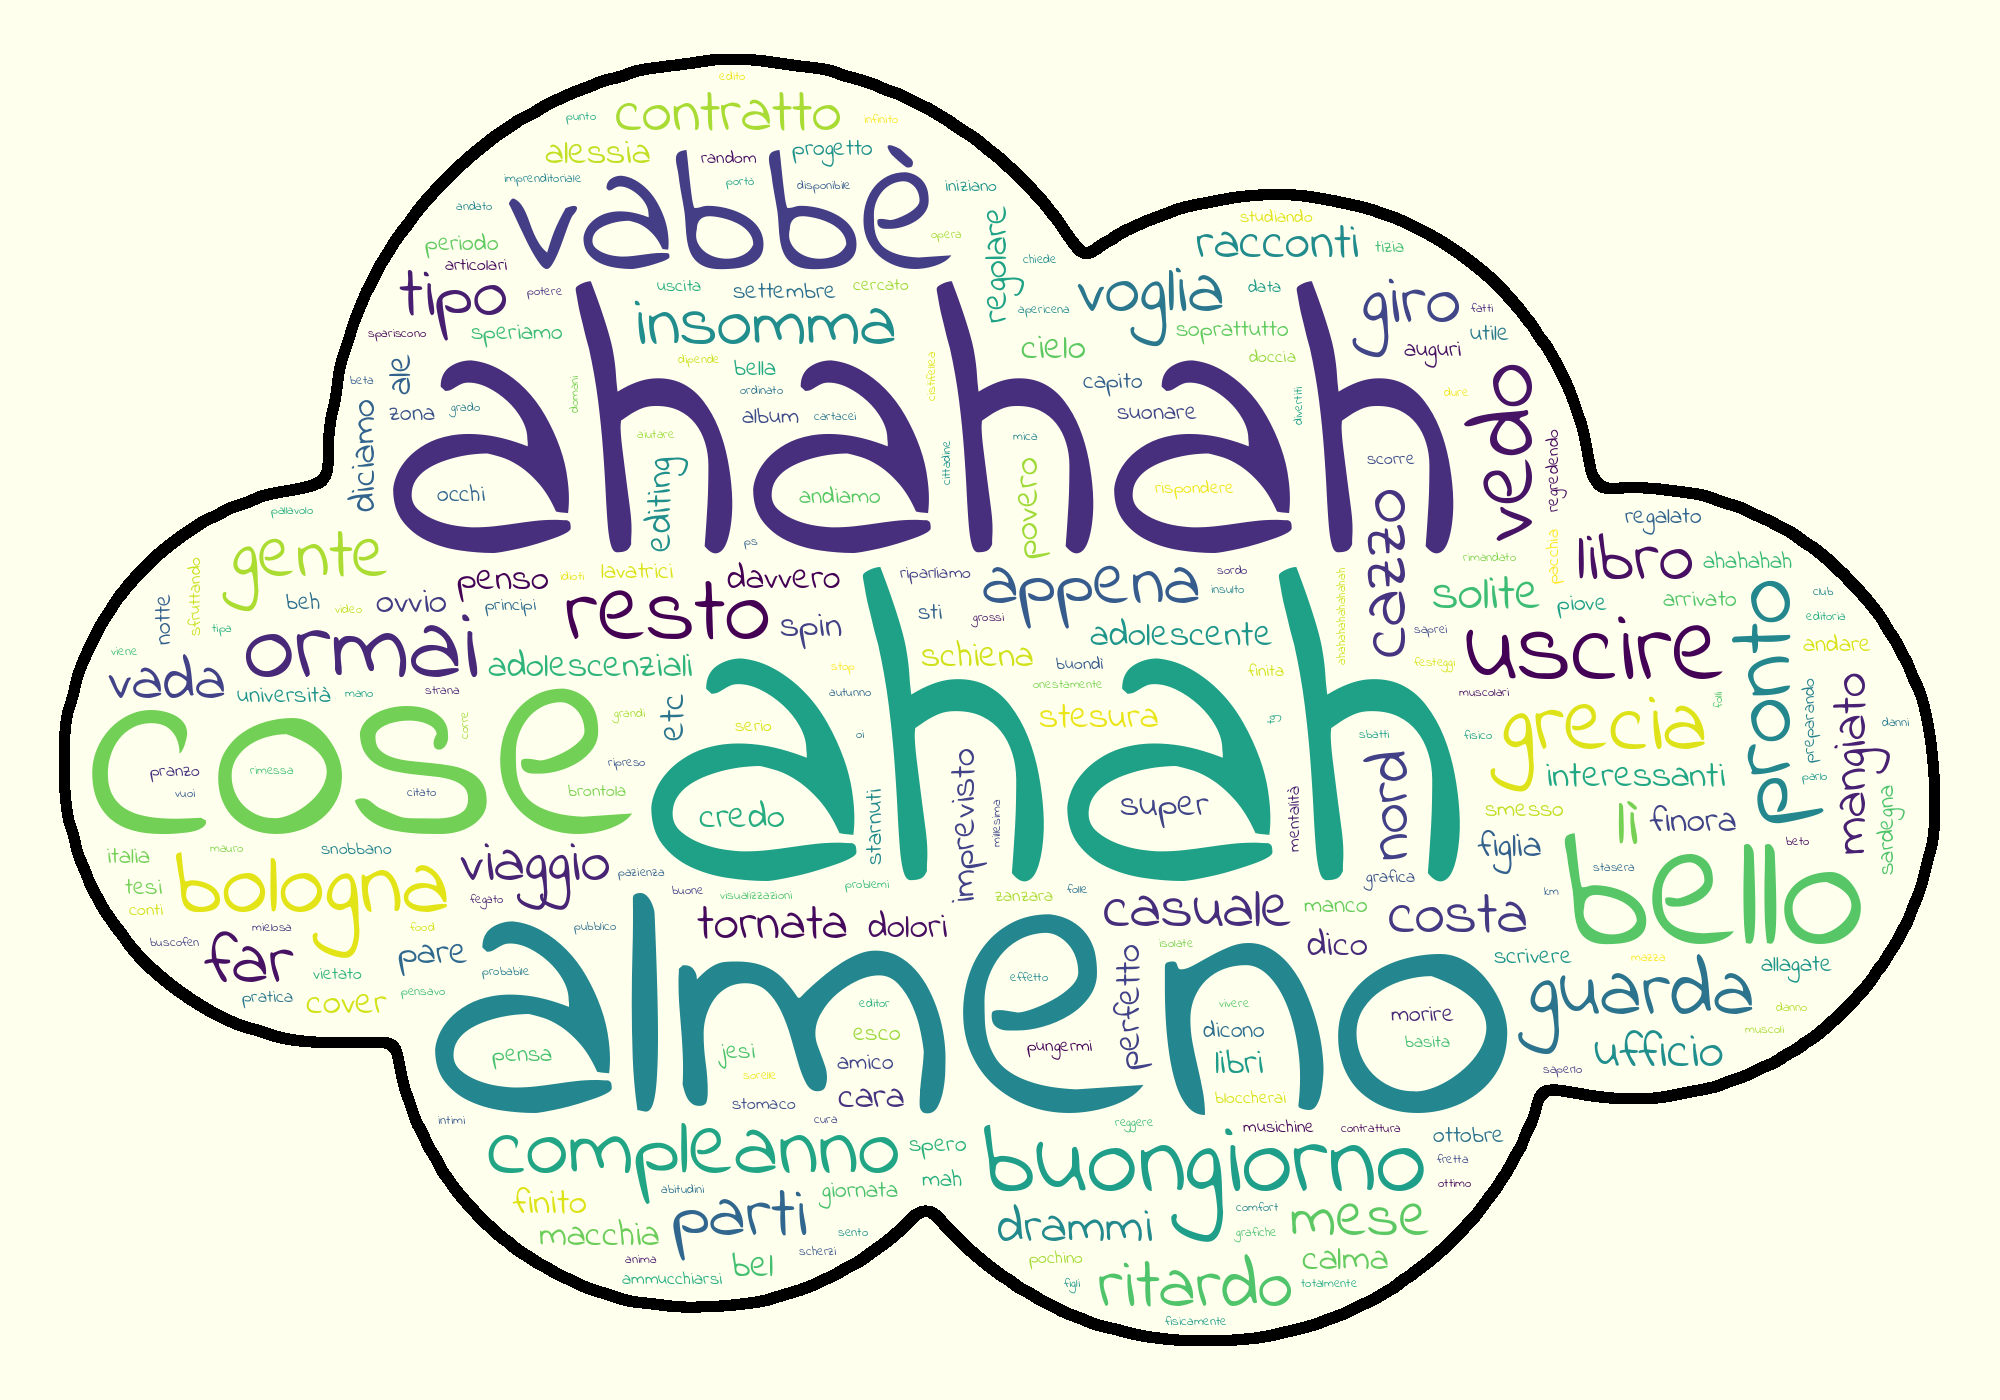 edito
contratto
punto
infinito
alessia
random
progetto
vabbè
imprenditoriale
portò
disponibile
iniziano
andato
studiando
periodo
opera
regolare
racconti
tizia
articolari
chiede
tipo
potere
uscita
settembre
cercato
voglia
data
giro
spariscono
speriamo
insomma
apericena
soprattutto
fatti
utile
ahahah
dipende
cielo
doccia
auguri
beta
ale
bella
cistifellea
capito
vedo
domani
ordinato
divertiti
dure
diciamo
zona
grado
album
cartacei
suonare
aiutare
mica
cittadine
editing
povero
scorre
regredendo
occhi
andiamo
rispondere
cazzo
pallavolo
regalato
gente
ps
pacchia
sfruttando
penso
idioti
lavatrici
davvero
riparliamo
appena
sordo
insulto
rimandato
libro
ahahahah
notte
beh
video
ovvio
principi
resto
spin
sti
grossi
ahahahahahahah
solite
piove
arrivato
pronto
club
editoria
tipa
ormai
adolescente
saprei
uscire
andare
viene
vada
università
mano
strana
adolescenziali
stop
schiena
buondì
finita
festeggi
cose
etc
autunno
ahah
onestamente
muscolari
folli
preparando
mangiato
corre
grandi
serio
oi
stesura
tg
sbatti
fisico
grecia
danni
pranzo
rimessa
vuoi
citato
ripreso
brontola
imprevisto
nord
interessanti
parlo
credo
starnuti
millesima
super
mentalità
smesso
lì
finora
sardegna
italia
mauro
snobbano
viaggio
figlia
bello
beto
tesi
bologna
pazienza
problemi
stasera
conti
fegato
buone
visualizzazioni
zanzara
folle
grafica
km
mielosa
food
pubblico
tornata
dolori
casuale
manco
costa
buscofen
far
pare
almeno
isolate
dico
scrivere
mazza
allagate
vietato
probabile
effetto
perfetto
guarda
pratica
cover
pensavo
editor
vivere
morire
danno
pensa
jesi
esco
dicono
basita
muscoli
amico
pungermi
libri
ufficio
sorelle
saperlo
stomaco
cara
bloccherai
intimi
cura
reggere
musichine
contrattura
ottobre
compleanno
spero
buongiorno
fretta
abitudini
mah
ottimo
finito
giornata
comfort
macchia
parti
sento
drammi
grafiche
mese
anima
scherzi
pochino
calma
ammucchiarsi
bel
figli
ritardo
totalmente
fisicamente